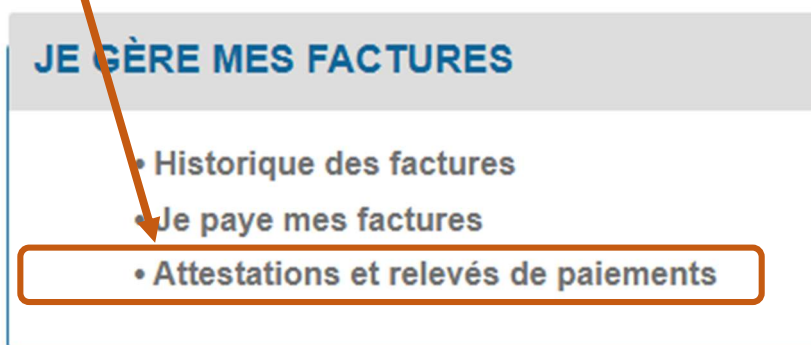 JE GÈRE MES FACTURES
• Historique des factures
• Je paye mes factures
• Attestations et relevés de paiements